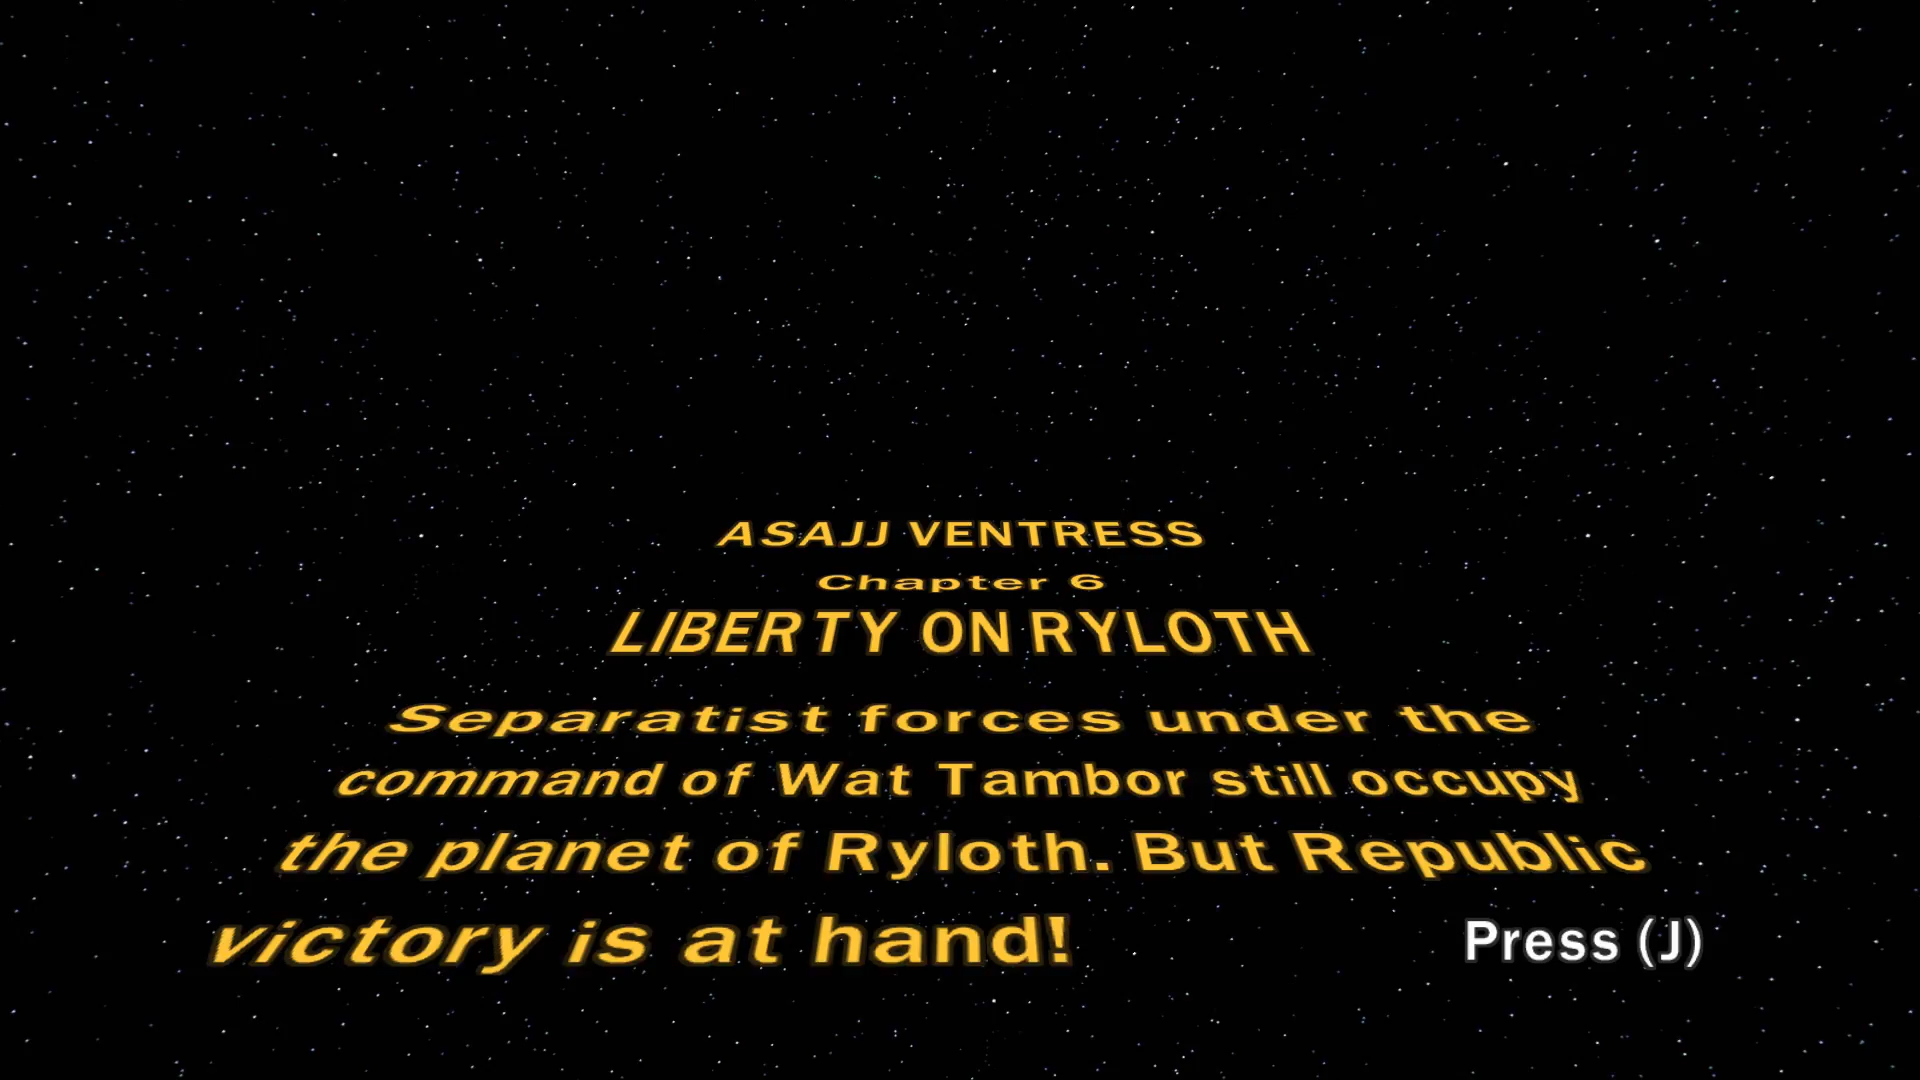 ASAJJ VENTRESS
Chapter 6
LIBERTY ON RYLOTH
Separatist forces under the
command of Wat Tambor still occupy
the planet of Ryloth. But Republic
victory is at hand!
Press (J)